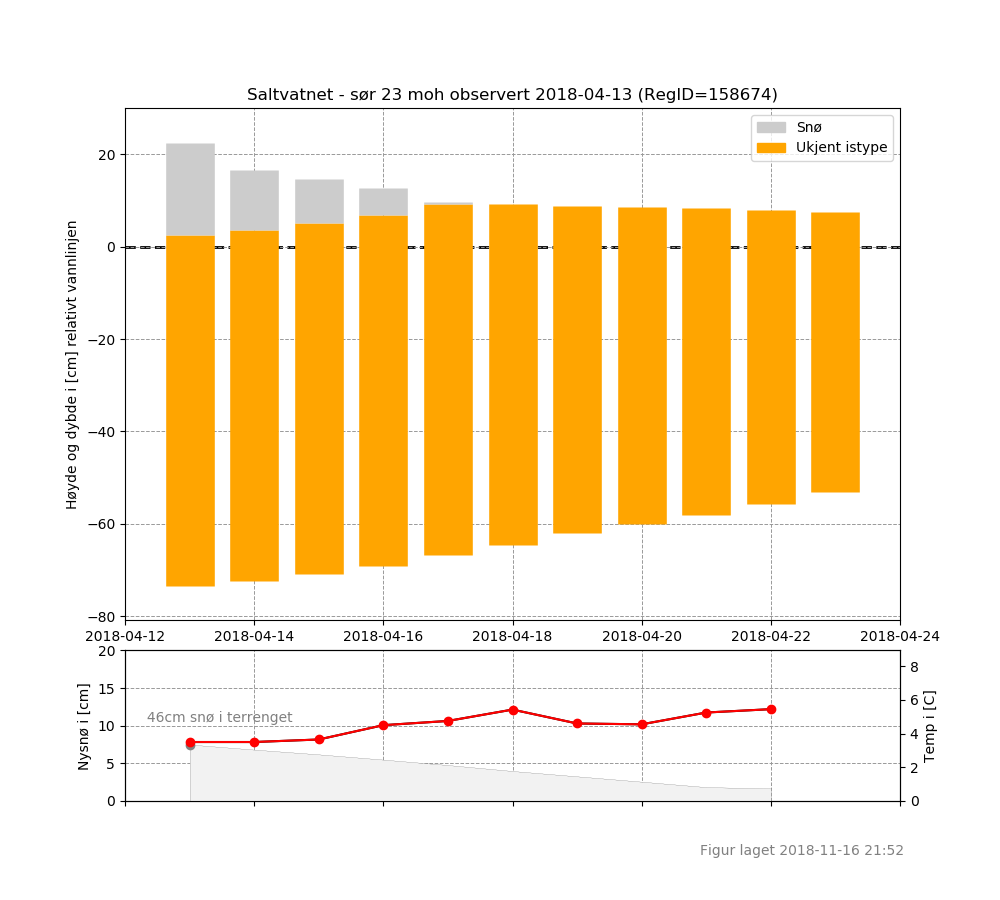 Saltvatnet - sør 23 moh observert 2018-04-13 (RegID=158674)
Snø
Ukjent istype
Høyde og dybde i [cm] relativt vannlinjen
20
0
−20
−40
−60
−80
2018-04-12 2018-04-14 2018-04-16 2018-04-18 2018-04-20 2018-04-22 2018-04-24
Nysnø i [cm]
20
15
10
5
0
46cm snø i terrenget
8
6
4
2
0
Temp i [C]
Figur laget 2018-11-16 21:52